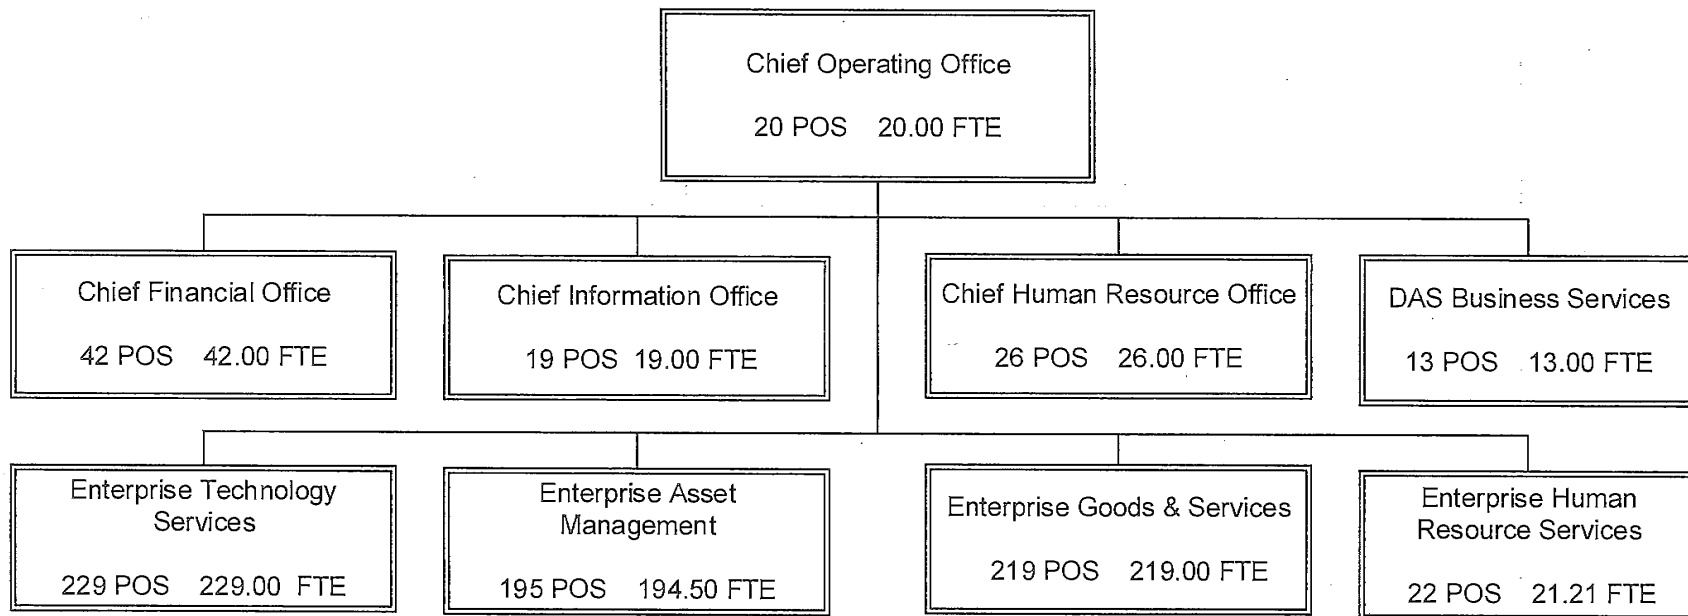 Chief Operating Office
20 POS 20.00 FTE
Chief Financial Office
42 POS 42.00 FTE
Chief Information Office
19 POS 19.00 FTE
Chief Human Resource Office
26 POS 26.00 FTE
DAS Business Services
13 POS 13.00 FTE
Enterprise Technology
Services
229 POS 229.00 FTE
Enterprise Asset
Management
195 POS 194.50 FTE
Enterprise Goods & Services
219 POS 219.00 FTE
Enterprise Human
Resource Services
22 POS 21.21 FTE